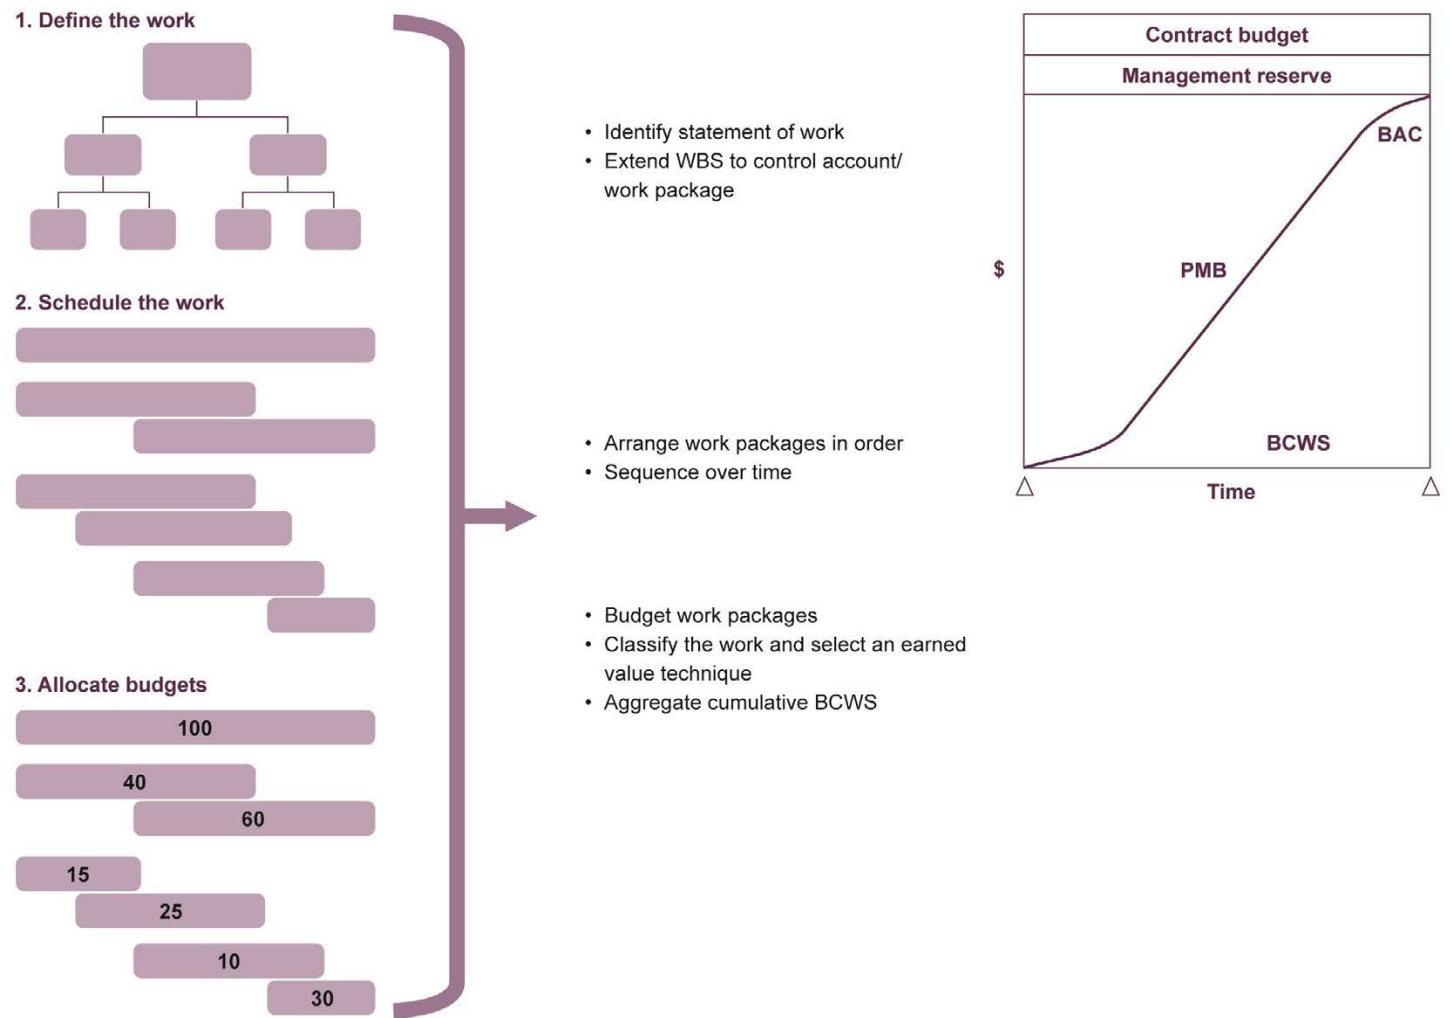 1. Define the work
2. Schedule the work
3. Allocate budgets
100
40
60
15
25
10
30
• Identify statement of work
• Extend WBS to control account/
work package
• Arrange work packages in order
• Sequence over time
• Budget work packages
• Classify the work and select an earned
value technique
• Aggregate cumulative BCWS
Contract budget
Management reserve
BAC
$
PMB
BCWS
Time